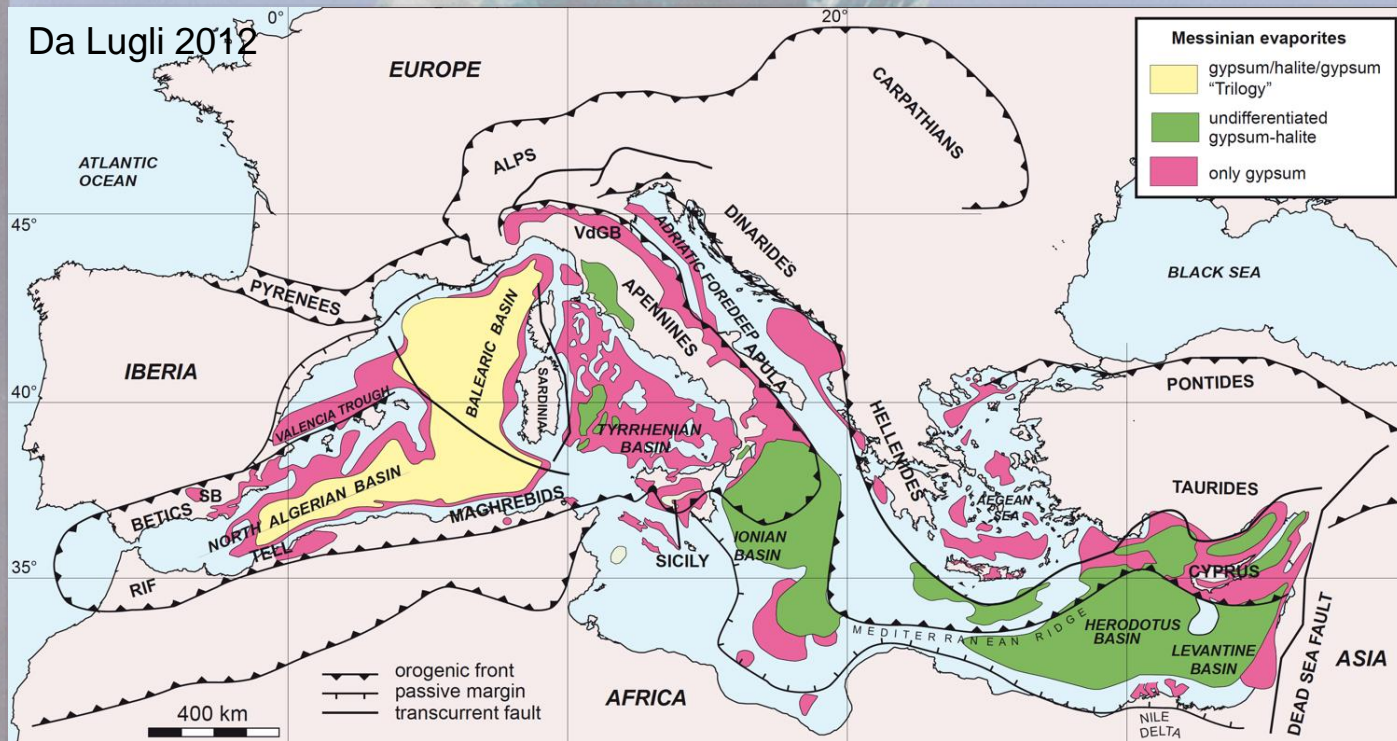 Da Lugli 2012
0°
20°
EUROPE
CARPATHIANS
ATLANTIC
OCEAN
ALPS
45°
VdGB
DINARIDES
ADRIATIC FOREDEEP
PYRENEES
BLACK SEA
APENNINES
BALEARIC BASIN
APULA
IBERIA
SARDINIA
40°
PONTIDES
VALENCIA TROUGH
TYRRHENIAN
BASIN
HELLENIDES
TAURIDES
SB
BETICS
NORTH ALGERIAN BASIN
MAGHREBIDS
AEGEAN
SEA
TELL
IONIAN
BASIN
SICILY
CYPRUS
35°
RIF
MEDITERRANEAN RIDGE
HERODOTUS
BASIN
LEVANTINE
BASIN
DEAD SEA FAULT
ASIA
AFRICA
NILE
DELTA
Messinian evaporites
gypsum/halite/gypsum
“Trilogy”
undifferentiated
gypsum-halite
only gypsum
orogenic front
passive margin
transcurrent fault
400 km